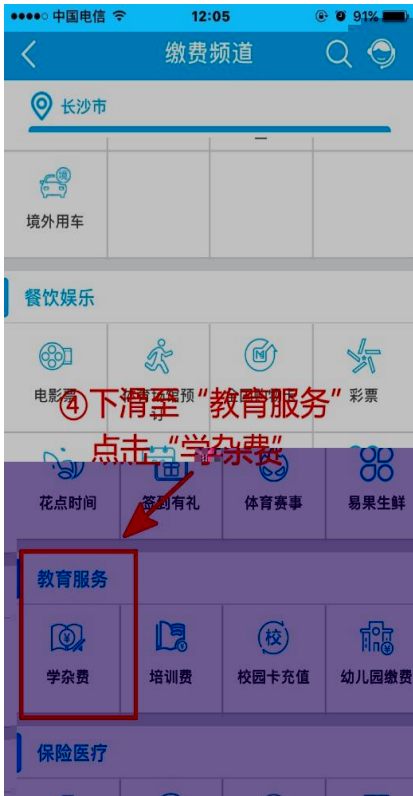 中国电信 12:05 91%
缴费频道
长沙市
境外用车
餐饮娱乐
电影票
彩票
④下滑至“教育服务”
点击“学杂费”
花点时间 签到有礼 体育赛事 易果生鲜
教育服务
学杂费 培训费 校园卡充值 幼儿园缴费
保险医疗